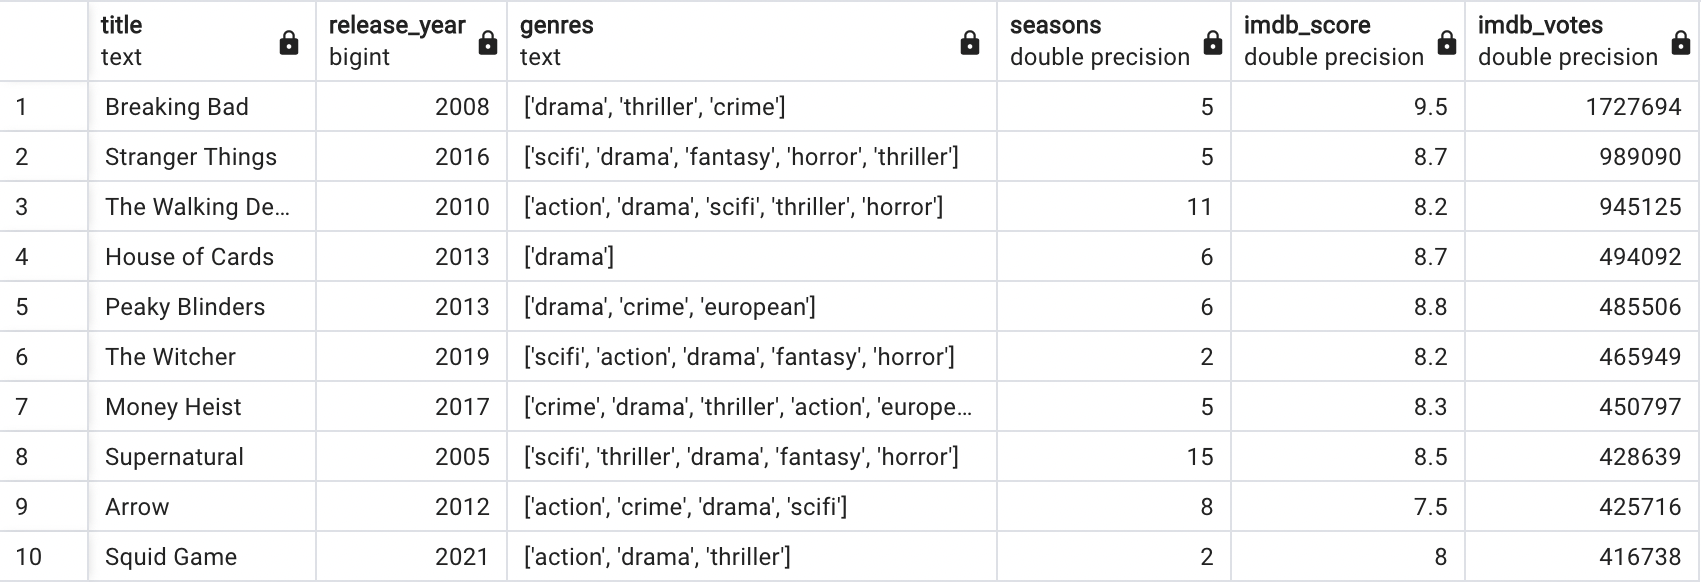 title release_year genres seasons imdb_score imdb_votes
text bigint text double precision double precision double precision
1 Breaking Bad 2008 ['drama', 'thriller', 'crime'] 5 9.5 1727694
2 Stranger Things 2016 ['scifi', 'drama', 'fantasy', 'horror', 'thriller'] 5 8.7 989090
3 The Walking De... 2010 ['action', 'drama', 'scifi', 'thriller', 'horror'] 11 8.2 945125
4 House of Cards 2013 ['drama'] 6 8.7 494092
5 Peaky Blinders 2013 ['drama', 'crime', 'european'] 6 8.8 485506
6 The Witcher 2019 ['scifi', 'action', 'drama', 'fantasy', 'horror'] 2 8.2 465949
7 Money Heist 2017 ['crime', 'drama', 'thriller', 'action', 'europe... 5 8.3 450797
8 Supernatural 2005 ['scifi', 'thriller', 'drama', 'fantasy', 'horror'] 15 8.5 428639
9 Arrow 2012 ['action', 'crime', 'drama', 'scifi'] 8 7.5 425716
10 Squid Game 2021 ['action', 'drama', 'thriller'] 2 8 416738